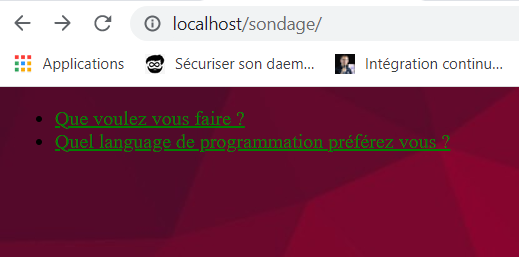 localhost/sondage/
Applications Sécuriser son daem... Intégration continu...
Que voulez vous faire ?
Quel language de programmation préférez vous ?